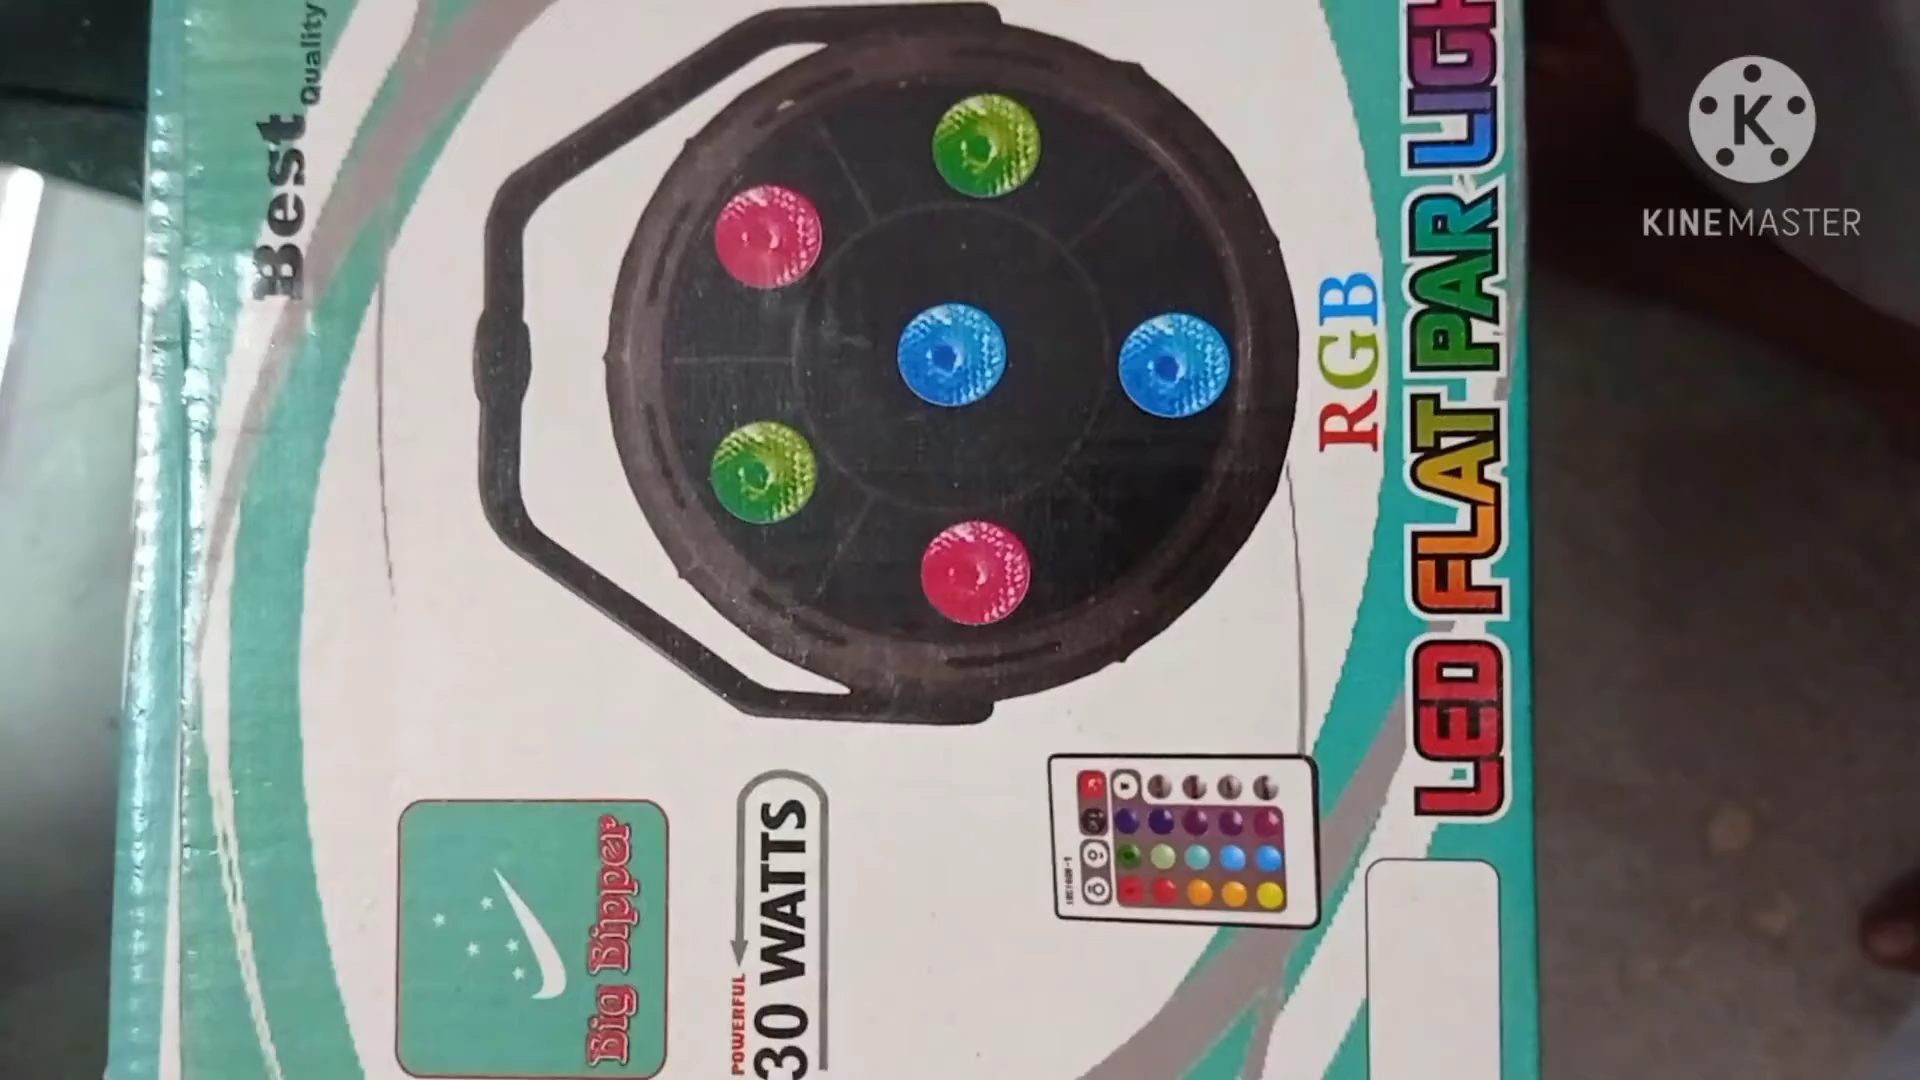 Best Quality
Big Bipper
POWERFUL
30 WATTS
RGB
LED FLAT PAR LIGH
KINEMASTER